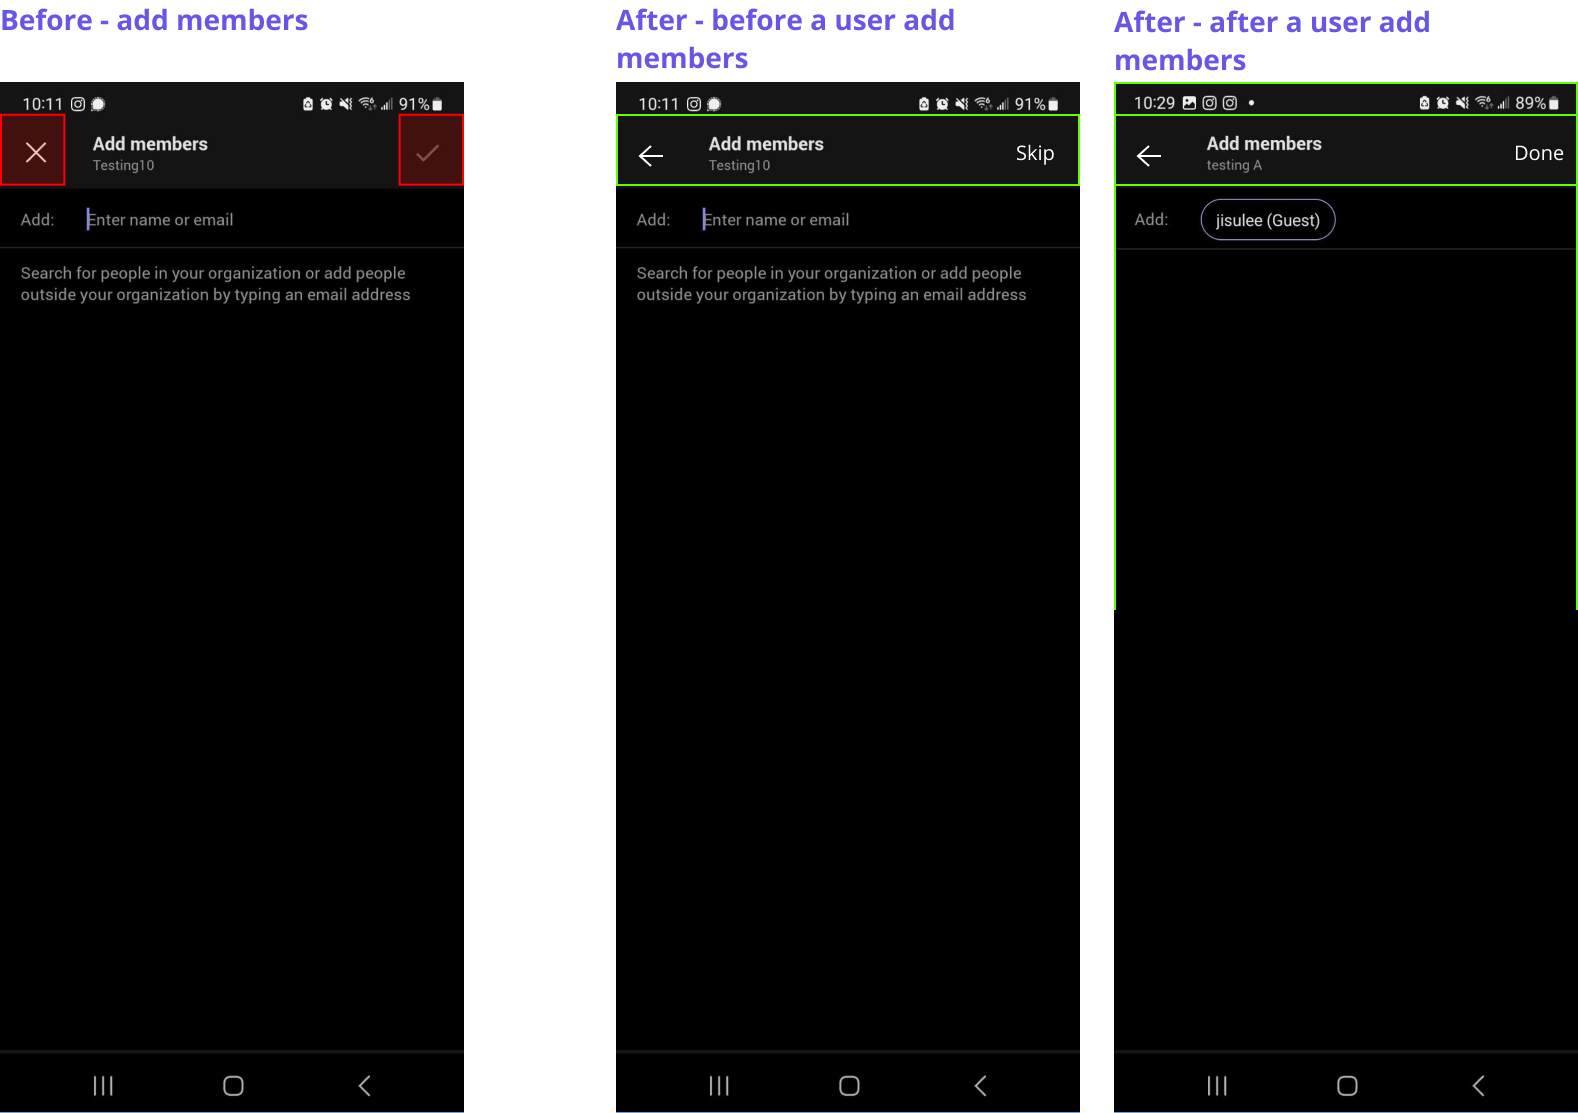 Before - add members
10:11
91%
Add members
Testing10
Add:
Enter name or email
Search for people in your organization or add people
outside your organization by typing an email address
After - before a user add
members
10:11
91%
Add members
Testing10
Skip
Add:
Enter name or email
Search for people in your organization or add people
outside your organization by typing an email address
After - after a user add
members
10:29
89%
Add members
testing A
Done
Add:
jisulee (Guest)